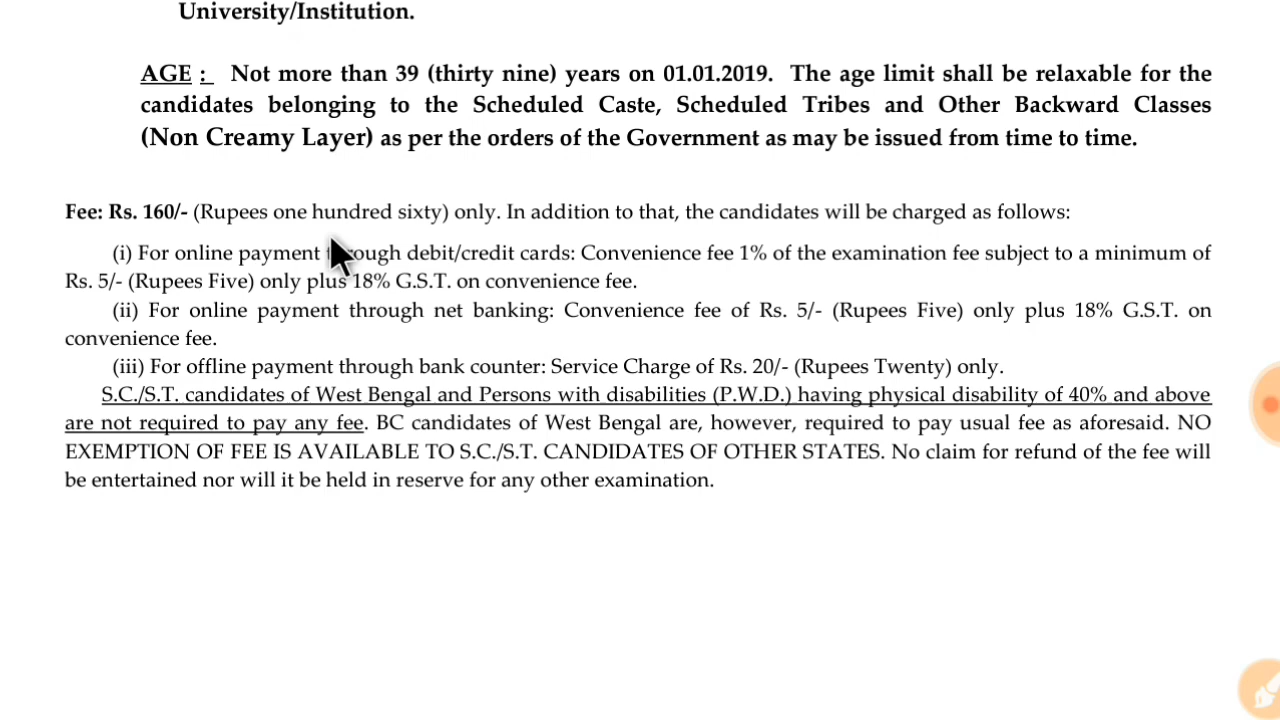 University/Institution.
AGE : Not more than 39 (thirty nine) years on 01.01.2019. The age limit shall be relaxable for the
candidates belonging to the Scheduled Caste, Scheduled Tribes and Other Backward Classes
(Non Creamy Layer) as per the orders of the Government as may be issued from time to time.
Fee: Rs. 160/- (Rupees one hundred sixty) only. In addition to that, the candidates will be charged as follows:
(i) For online payment through debit/credit cards: Convenience fee 1% of the examination fee subject to a minimum of
Rs. 5/- (Rupees Five) only plus 18% G.S.T. on convenience fee.
(ii) For online payment through net banking: Convenience fee of Rs. 5/- (Rupees Five) only plus 18% G.S.T. on
convenience fee.
(iii) For offline payment through bank counter: Service Charge of Rs. 20/- (Rupees Twenty) only.
S.C./S.T. candidates of West Bengal and Persons with disabilities (P.W.D.) having physical disability of 40% and above
are not required to pay any fee. BC candidates of West Bengal are, however, required to pay usual fee as aforesaid. NO
EXEMPTION OF FEE IS AVAILABLE TO S.C./S.T. CANDIDATES OF OTHER STATES. No claim for refund of the fee will
be entertained nor will it be held in reserve for any other examination.